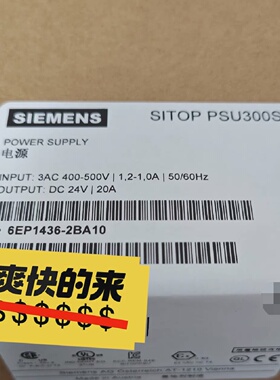 SIEMENS
SITOP PSU300S
POWER SUPPLY
电源
INPUT: 3AC 400-500V | 1,2-1,0A | 50/60Hz
OUTPUT: DC 24V | 20A
6EP1436-2BA10
爽快的来
$$$$$$